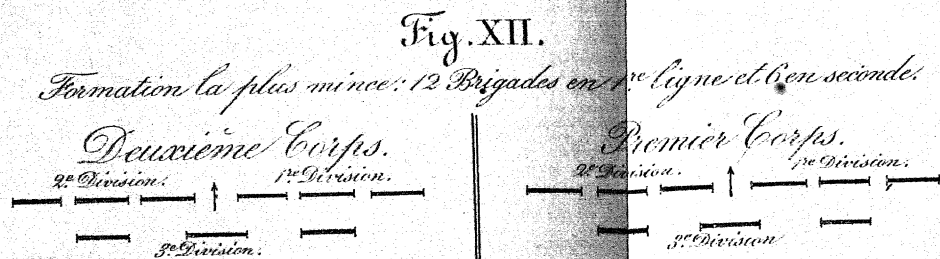 Fig. XII.
Formation la plus mince: 12 Brigades en 1re ligne et 6 en seconde.
Deuxième Corps.
2e Division.
1re Division.
3e Division.
Premier Corps.
2e Division.
1re Division.
3e Division